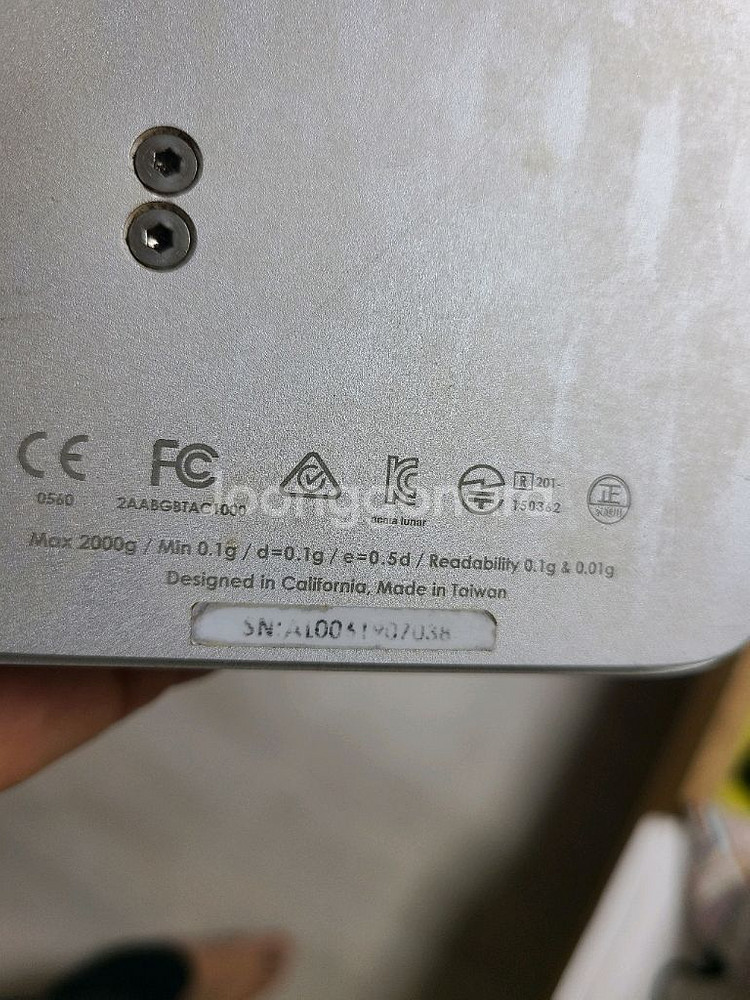 CE FC KC R 201-
0560 2AABGBTAC1000 acaia lunar 150362
Max 2000g / Min 0.1g / d=0.1g / e=0.5d / Readability 0.1g & 0.01g
Designed in California, Made in Taiwan